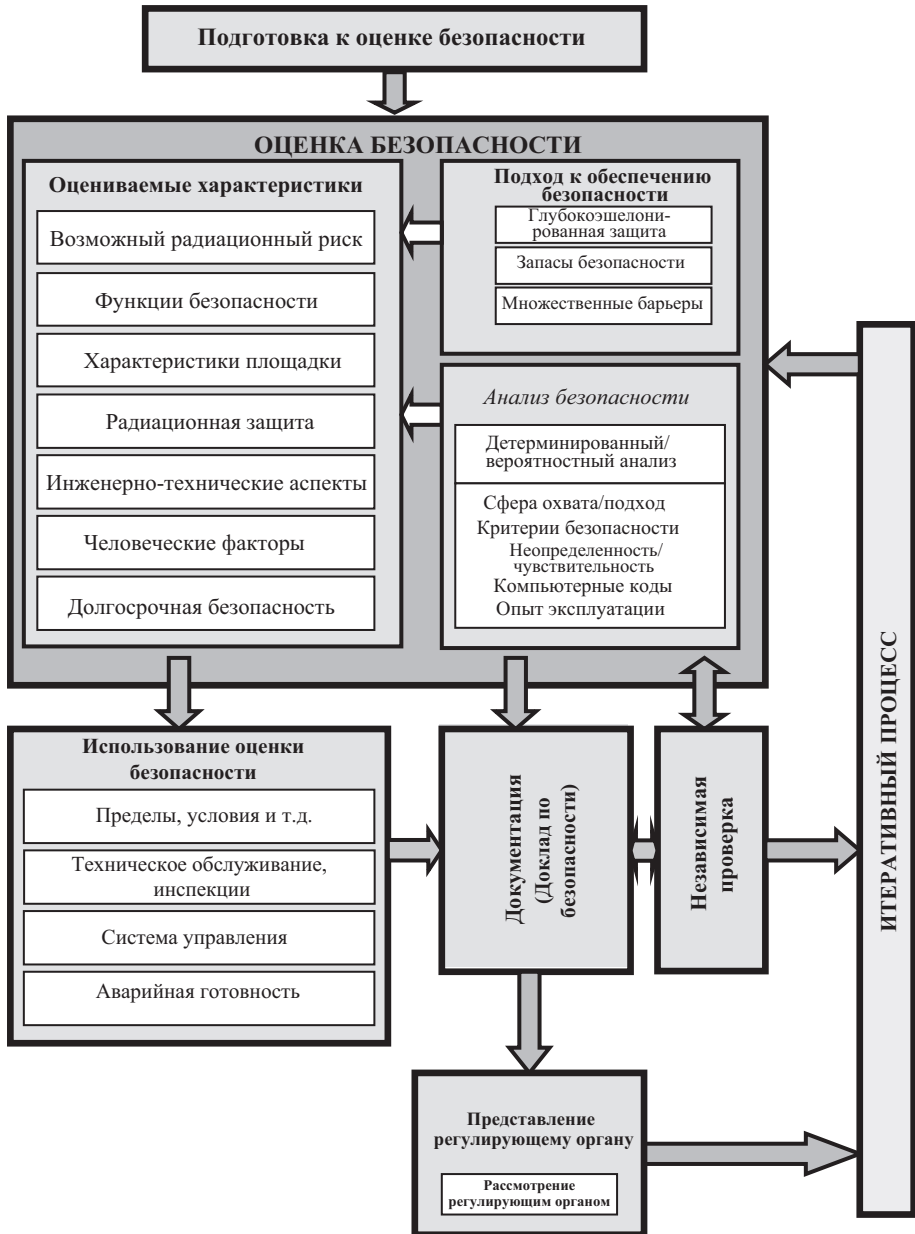 Подготовка к оценке безопасности
ОЦЕНКА БЕЗОПАСНОСТИ
Оцениваемые характеристики
Возможный радиационный риск
Функции безопасности
Характеристики площадки
Радиационная защита
Инженерно-технические аспекты
Человеческие факторы
Долгосрочная безопасность
Подход к обеспечению
безопасности
Глубокоэшелони-
рованная защита
Запасы безопасности
Множественные барьеры
Анализ безопасности
Детерминированный/
вероятностный анализ
Сфера охвата/подход
Критерии безопасности
Неопределенность/
чувствительность
Компьютерные коды
Опыт эксплуатации
Использование оценки
безопасности
Пределы, условия и т.д.
Техническое обслуживание,
инспекции
Система управления
Аварийная готовность
Документация
(Доклад по
безопасности)
Независимая
проверка
Представление
регулирующему органу
Рассмотрение
регулирующим органом
ИТЕРАТИВНЫЙ ПРОЦЕСС